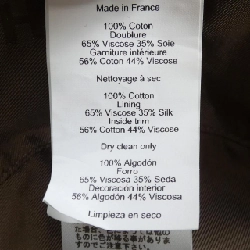 Made in France
100% Coton
Doublure
65% Viscose 35% Soie
Garniture intérieure
56% Coton 44% Viscose
Nettoyage à sec
100% Cotton
Lining
65% Viscose 35% Silk
Inside trim
56% Cotton 44% Viscose
Dry clean only
100% Algodón
Forro
65% Viscosa 35% Seda
Decoracion interior
56% Algodón 44% Viscosa
Limpieza en seco